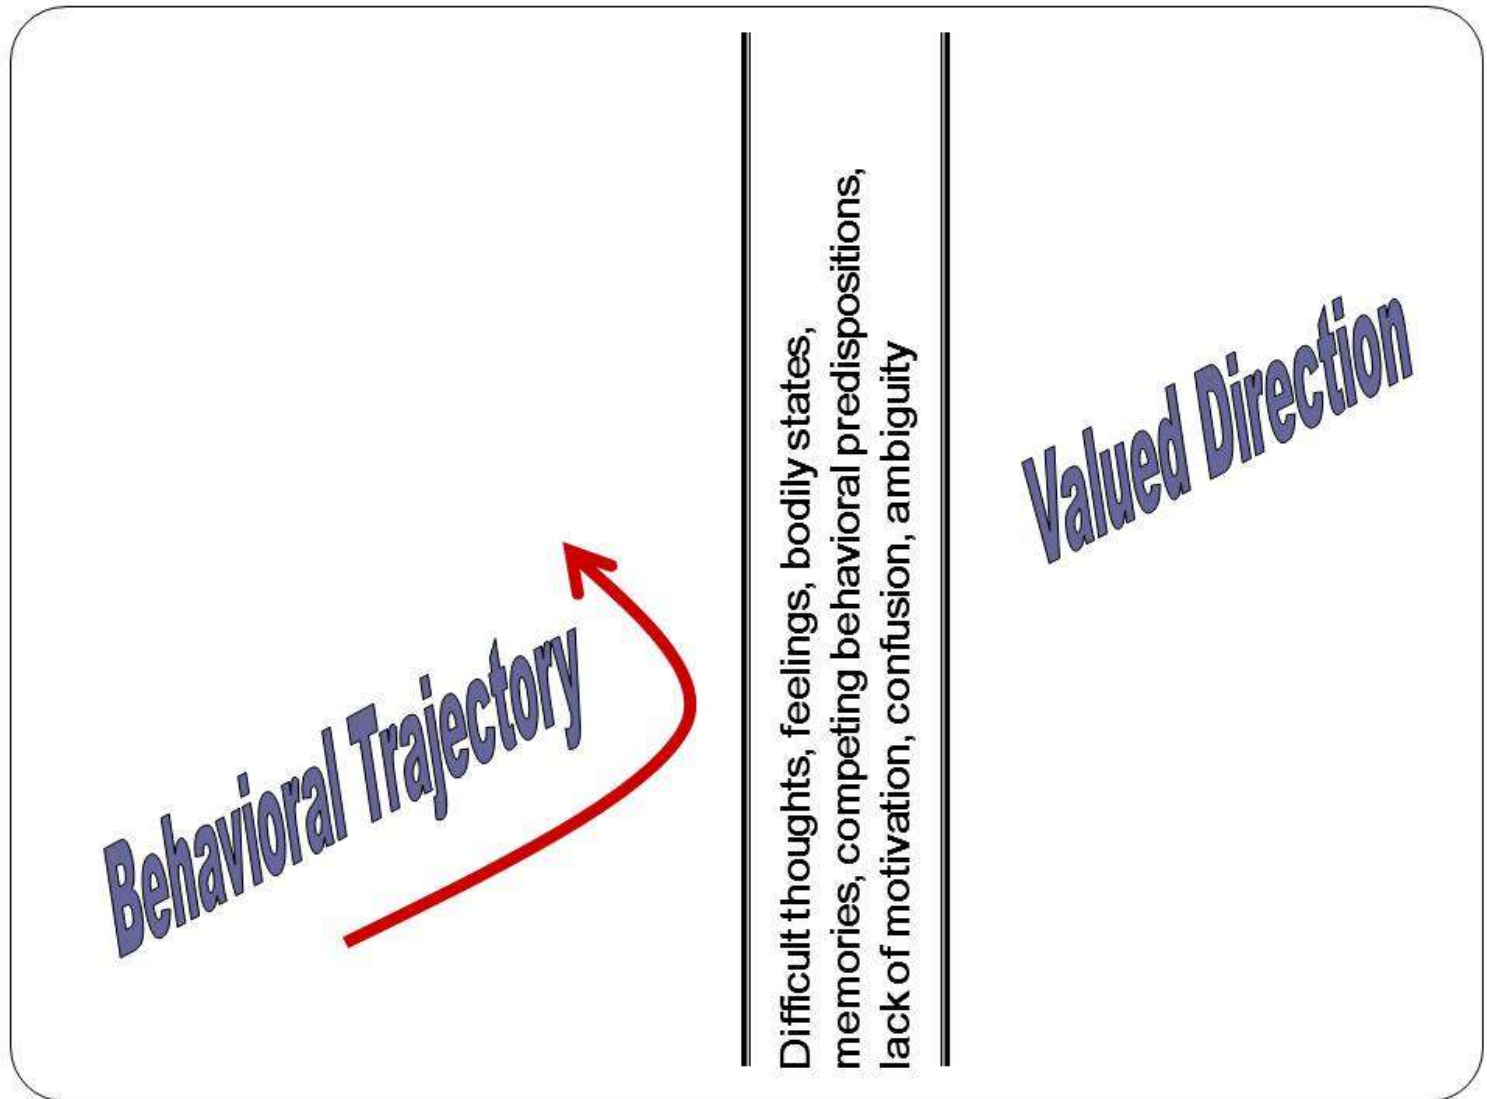 Behavioral Trajectory
Difficult thoughts, feelings, bodily states,
memories, competing behavioral predispositions,
lack of motivation, confusion, ambiguity
Valued Direction